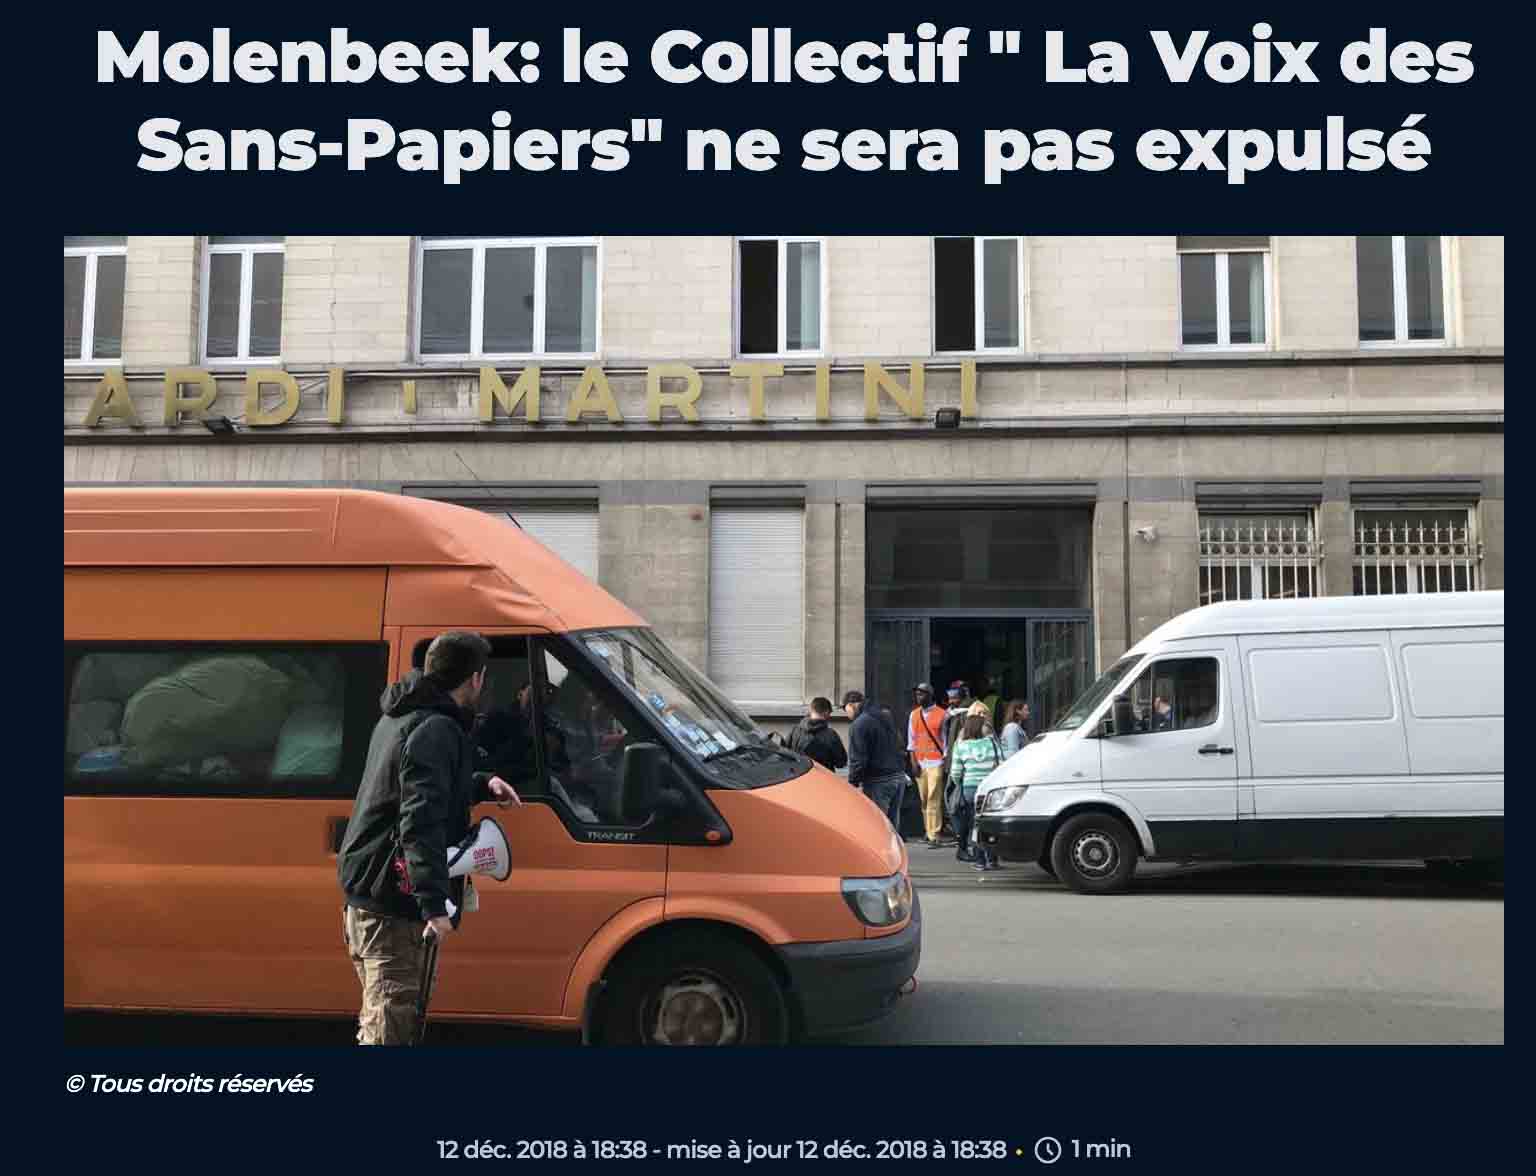 Molenbeek: le Collectif " La Voix des
Sans-Papiers" ne sera pas expulsé
ARDI · MARTINI
TRANSIT
OOPS!
© Tous droits réservés
12 déc. 2018 à 18:38 - mise à jour 12 déc. 2018 à 18:38 • 1 min